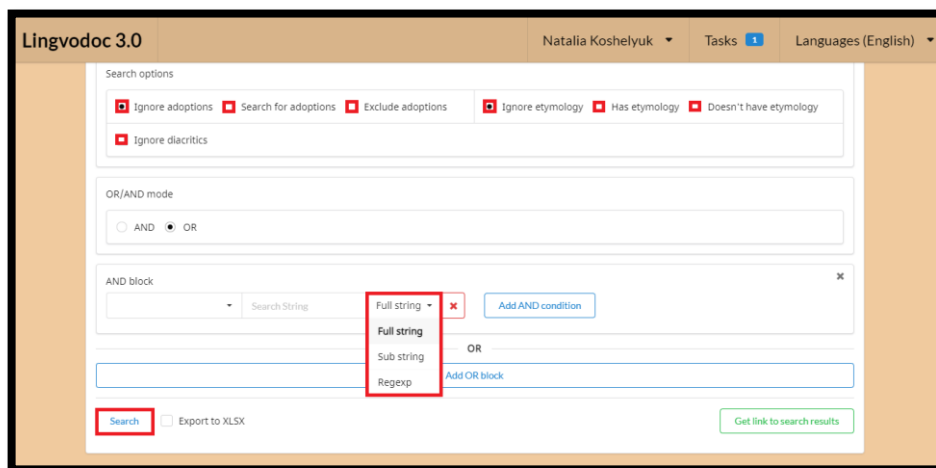 Lingvodoc 3.0 Natalia Koshelyuk Tasks 1 Languages (English)
Search options
Ignore adoptions Search for adoptions Exclude adoptions Ignore etymology Has etymology Doesn't have etymology
Ignore diacritics
OR/AND mode
AND OR
AND block
Search String Full string Add AND condition
Full string
OR
Sub string
Add OR block
Regexp
Search Export to XLSX Get link to search results